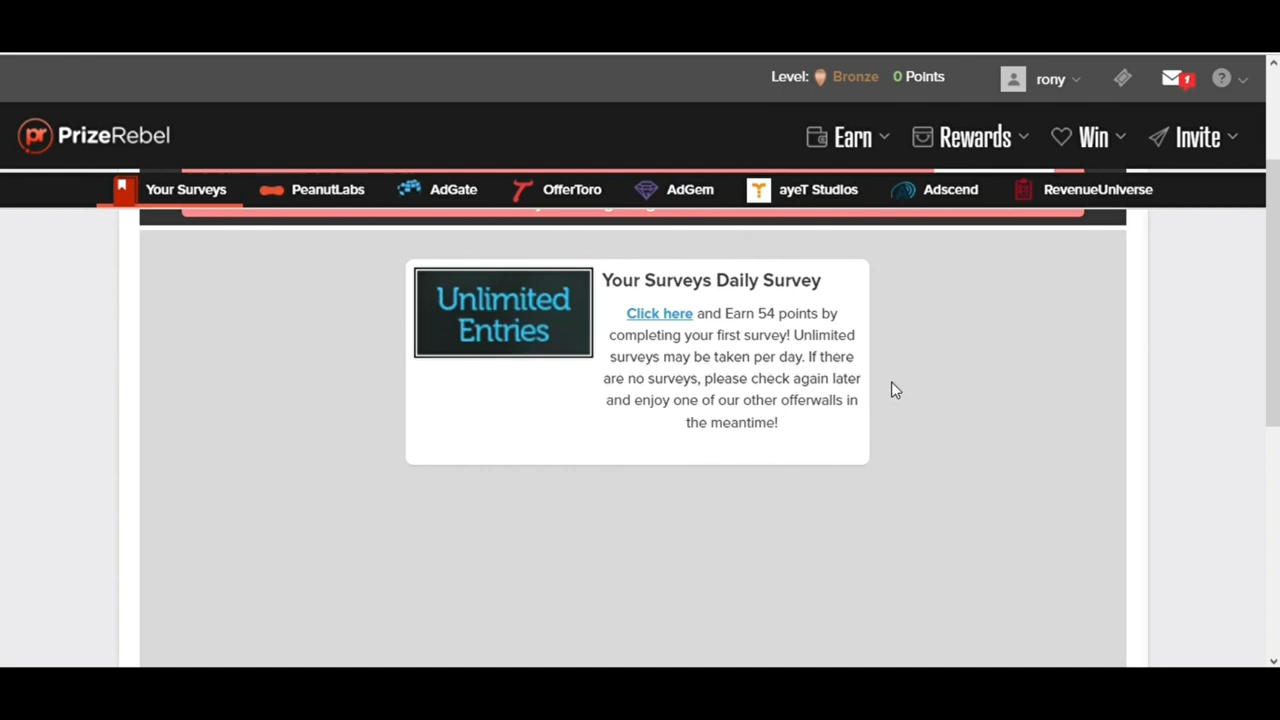 Level: Bronze 0 Points rony 1 ?
pr PrizeRebel Earn Rewards Win Invite
Your Surveys PeanutLabs AdGate OfferToro AdGem ayeT Studios Adscend RevenueUniverse
Unlimited
Entries
Your Surveys Daily Survey
Click here and Earn 54 points by
completing your first survey! Unlimited
surveys may be taken per day. If there
are no surveys, please check again later
and enjoy one of our other offerwalls in
the meantime!